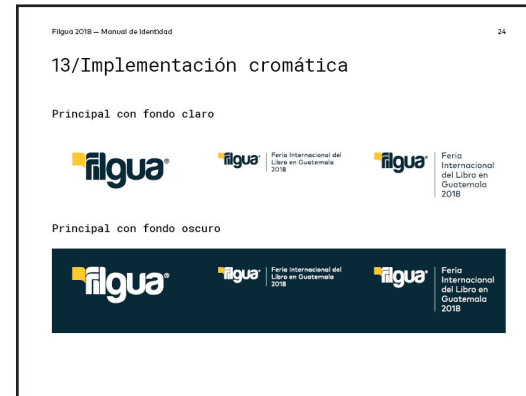 Filgua 2018 — Manual de Identidad
24
13/Implementación cromática
Principal con fondo claro
filgua®
Feria Internacional del
Libro en Guatemala
2018
filgua®
Feria
Internacional
del Libro en
Guatemala
2018
filgua®
Principal con fondo oscuro
filgua®
filgua®
Feria Internacional del
Libro en Guatemala
2018
filgua®
Feria
Internacional
del Libro en
Guatemala
2018